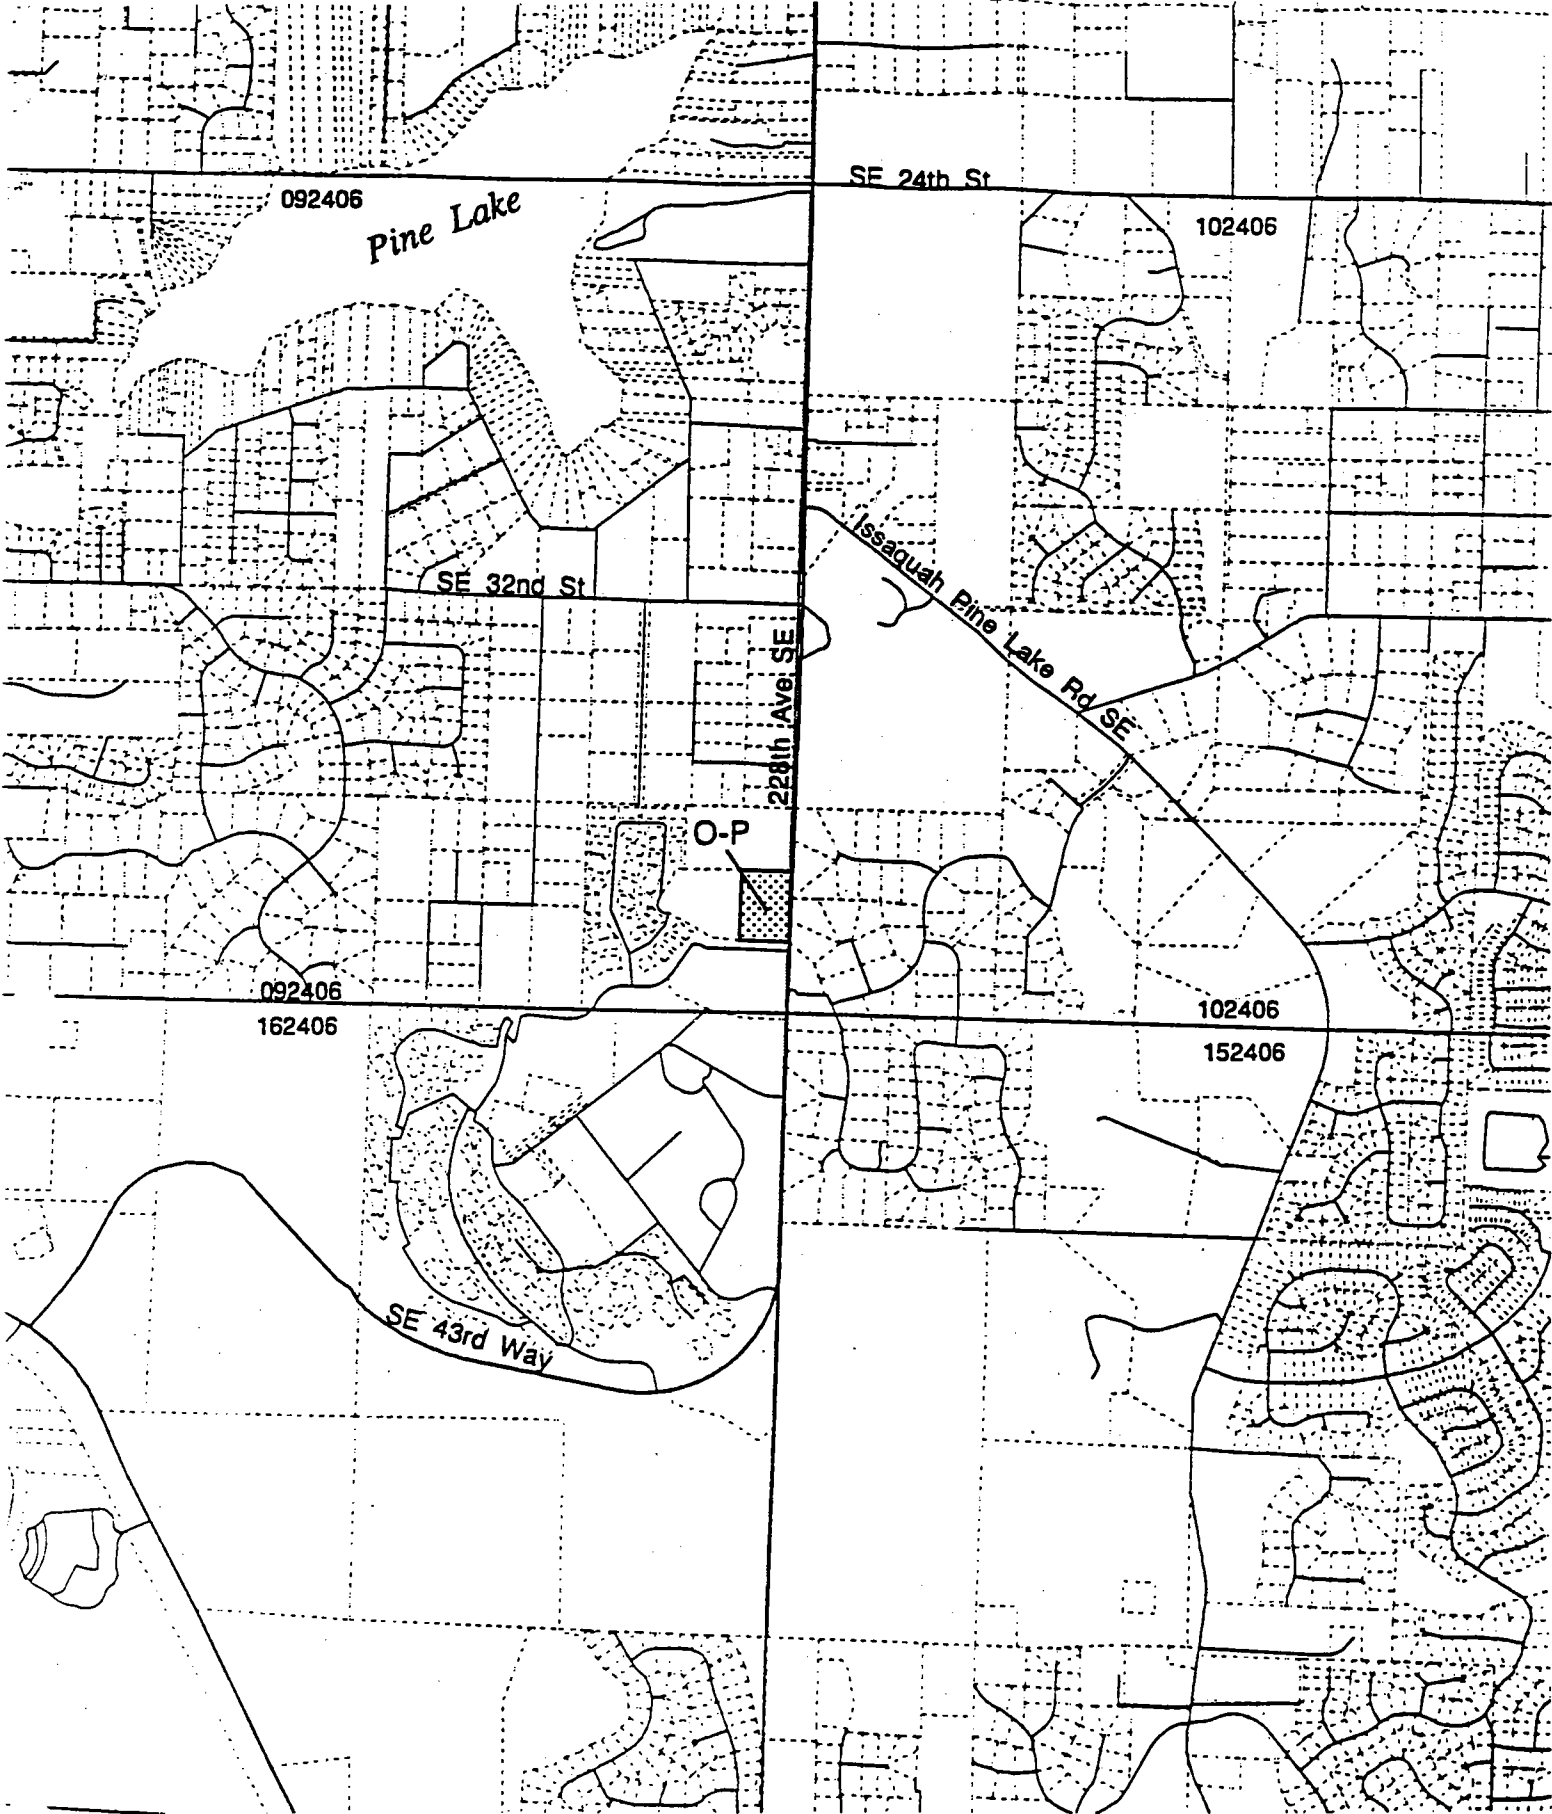 SE 24th St
092406
Pine Lake
102406
Issaquah Pine Lake Rd SE
SE 32nd St
228th Ave SE
O-P
092406
162406
102406
152406
SE 43rd Way